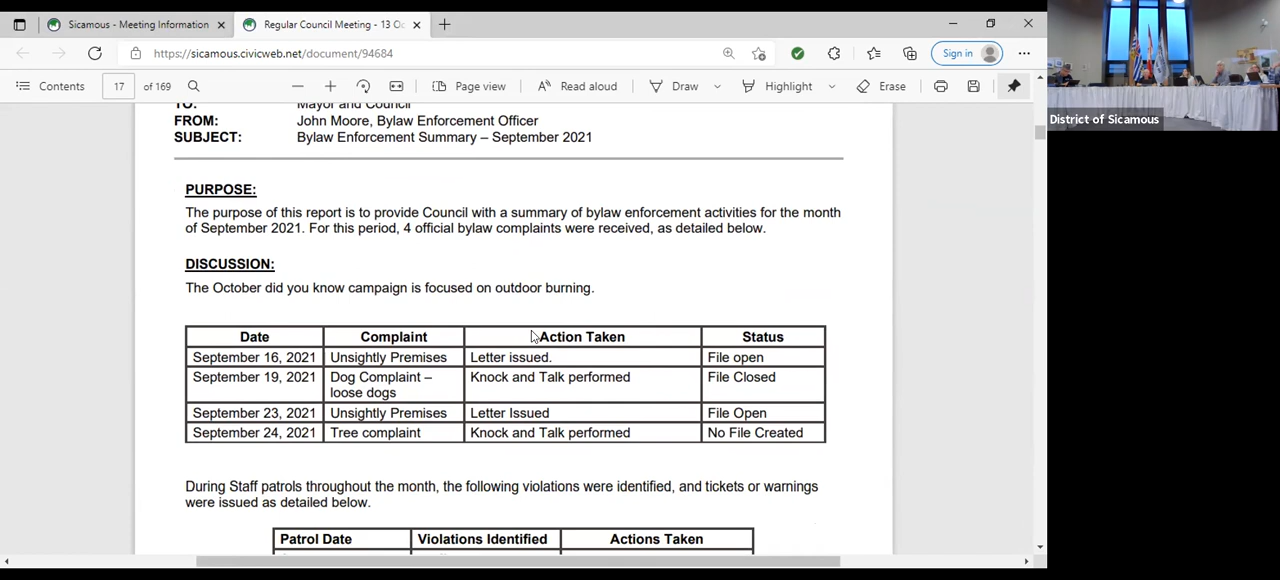 Sicamous - Meeting Information
Regular Council Meeting - 13 Oc
https://sicamous.civicweb.net/document/94684
Sign in
Contents
17
of 169
Page view
Read aloud
Draw
Highlight
Erase
District of Sicamous
TO: Mayor and Council
FROM: John Moore, Bylaw Enforcement Officer
SUBJECT: Bylaw Enforcement Summary – September 2021
PURPOSE:
The purpose of this report is to provide Council with a summary of bylaw enforcement activities for the month
of September 2021. For this period, 4 official bylaw complaints were received, as detailed below.
DISCUSSION:
The October did you know campaign is focused on outdoor burning.
Date Complaint Action Taken Status
September 16, 2021 Unsightly Premises Letter issued. File open
September 19, 2021 Dog Complaint – Knock and Talk performed File Closed
loose dogs
September 23, 2021 Unsightly Premises Letter Issued File Open
September 24, 2021 Tree complaint Knock and Talk performed No File Created
During Staff patrols throughout the month, the following violations were identified, and tickets or warnings
were issued as detailed below.
Patrol Date Violations Identified Actions Taken